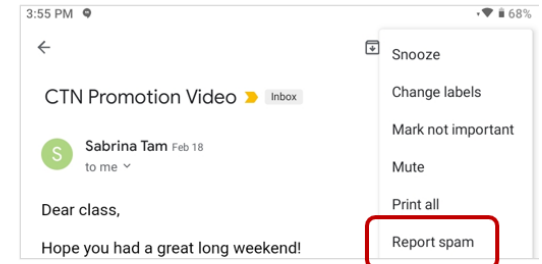 3:55 PM 68%
Snooze
CTN Promotion Video Inbox
Change labels
Mark not important
S Sabrina Tam Feb 18
to me
Mute
Print all
Dear class,
Report spam
Hope you had a great long weekend!